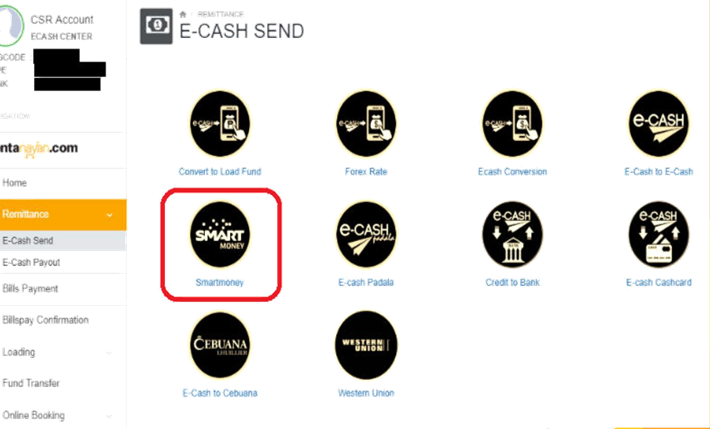 CSR Account
ECASH CENTER
GCODE
PE
NK
REMITTANCE
E-CASH SEND
nta nayan.com
Home
Remittance
E-Cash Send
E-Cash Payout
Bills Payment
Billspay Confirmation
Loading
Fund Transfer
Online Booking
e-CASH
Convert to Load Fund
e-CASH
Forex Rate
e-CASH
Ecash Conversion
e-CASH
E-Cash to E-Cash
SMART
MONEY
Smartmoney
e-CASH
padala
E-cash Padala
e-CASH
Credit to Bank
e-CASH
E-cash Cashcard
CEBUANA
LHUILLIER
E-Cash to Cebuana
WESTERN
UNION
Western Union